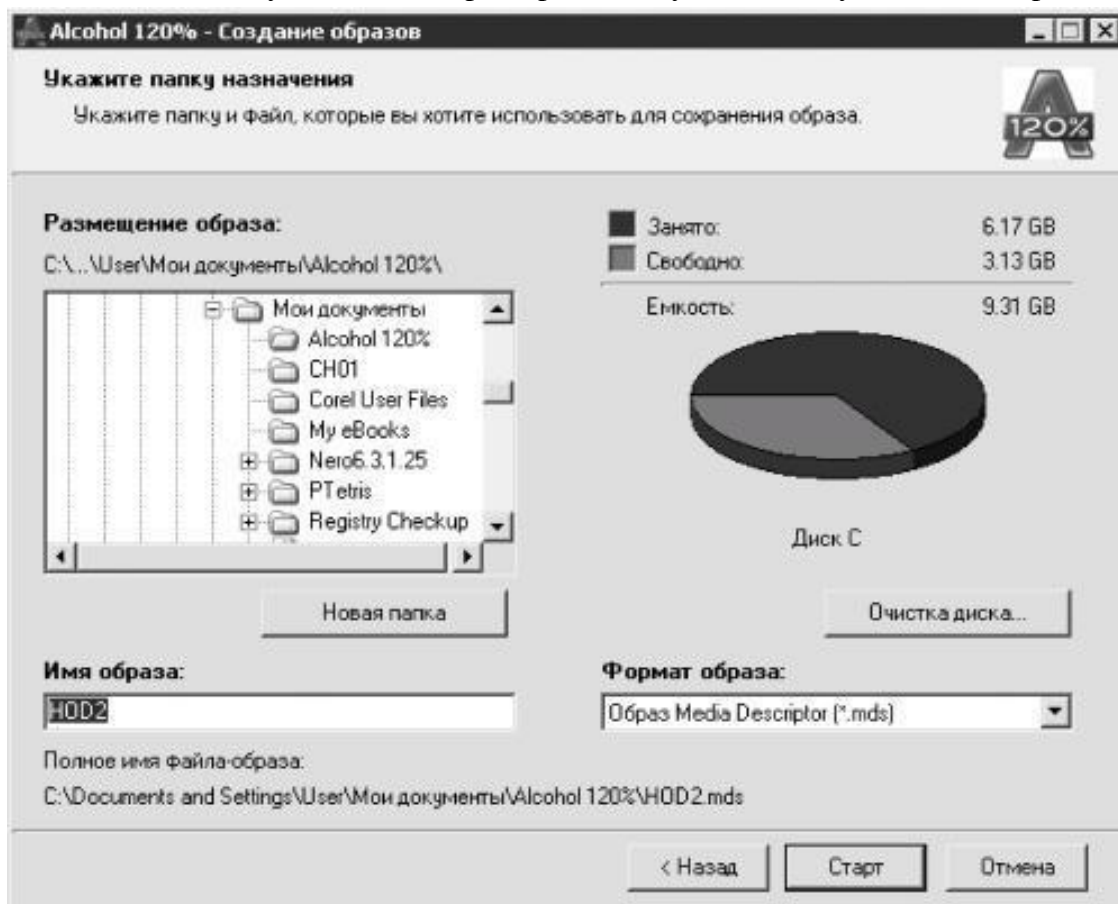 Alcohol 120% - Создание образов
Укажите папку назначения
Укажите папку и файл, которые вы хотите использовать для сохранения образа.
120%
Размещение образа:
C:\...\User\Мои документы\Alcohol 120%\
Мои документы
Alcohol 120%
CH01
Corel User Files
My eBooks
Nero6.3.1.25
PTetris
Registry Checkup
Новая папка
Занято: 6.17 GB
Свободно: 3.13 GB
Емкость: 9.31 GB
Диск C
Очистка диска...
Имя образа:
HOD2
Формат образа:
Образ Media Descriptor (*.mds)
Полное имя файла-образа:
C:\Documents and Settings\User\Мои документы\Alcohol 120%\HOD2.mds
< Назад Старт Отмена